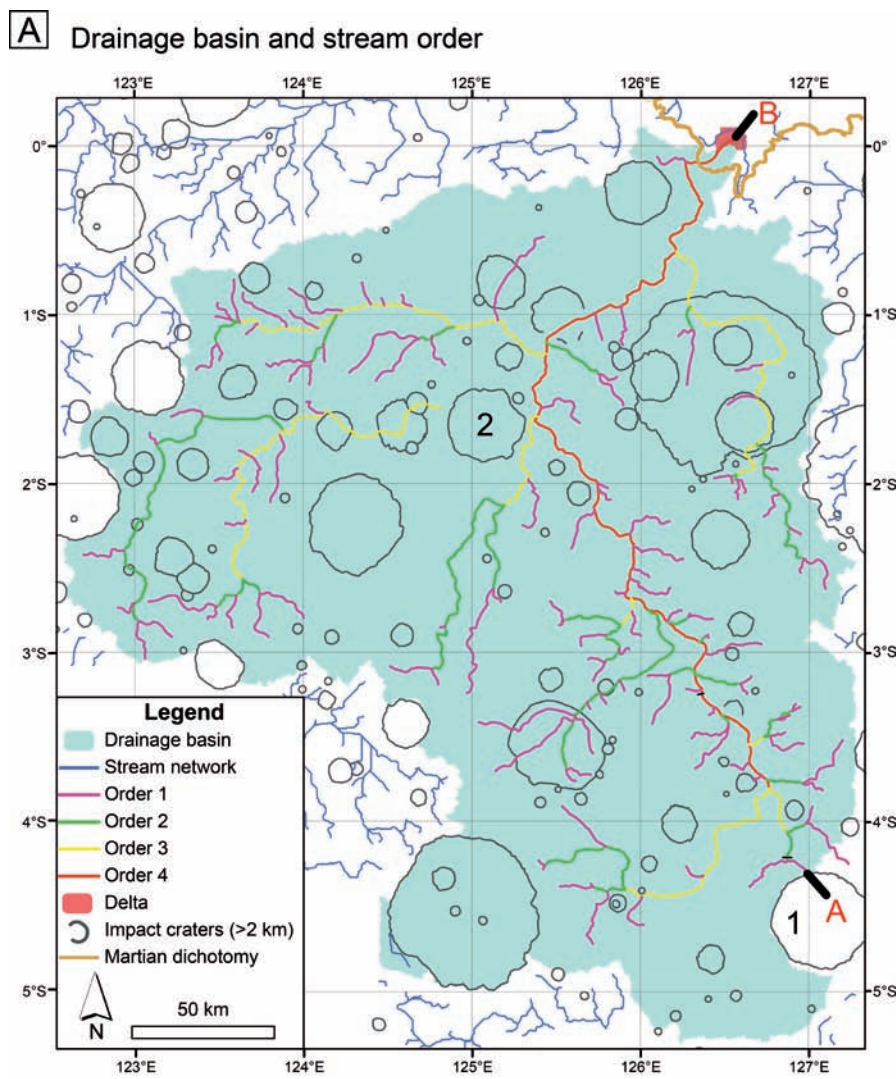 A Drainage basin and stream order
123°E 124°E 125°E 126°E 127°E
B
0° 0°
1°S 1°S
2
2°S 2°S
3°S 3°S
Legend
Drainage basin
Stream network
Order 1
Order 2
Order 3
Order 4
Delta
Impact craters (>2 km)
Martian dichotomy
N
50 km
4°S 4°S
A
1
5°S 5°S
123°E 124°E 125°E 126°E 127°E